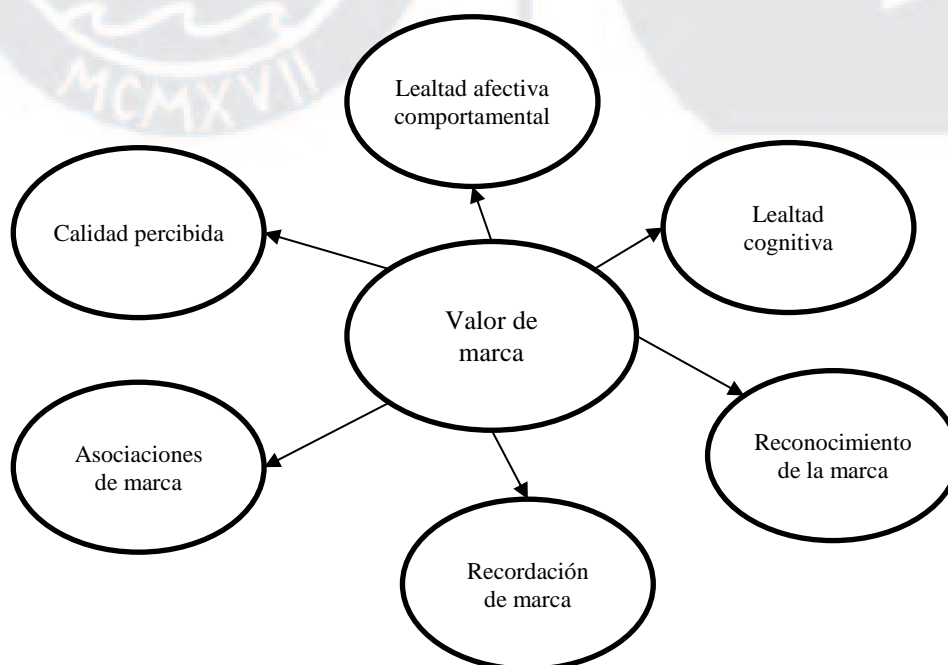 MCMXVII
Lealtad afectiva
comportamental
Calidad percibida
Lealtad
cognitiva
Valor de
marca
Asociaciones
de marca
Reconocimiento
de la marca
Recordación
de marca